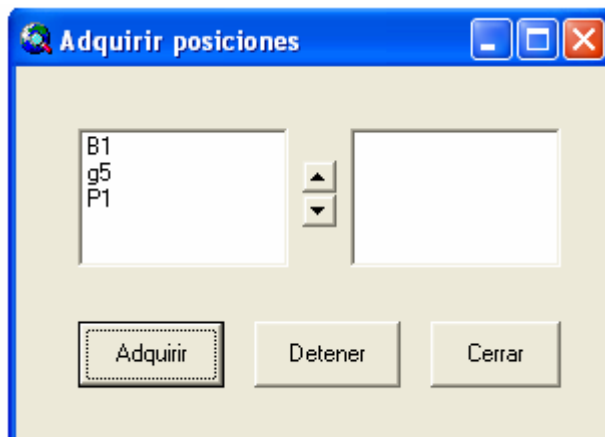 Adquirir posiciones
B1
g5
P1
Adquirir
Detener
Cerrar